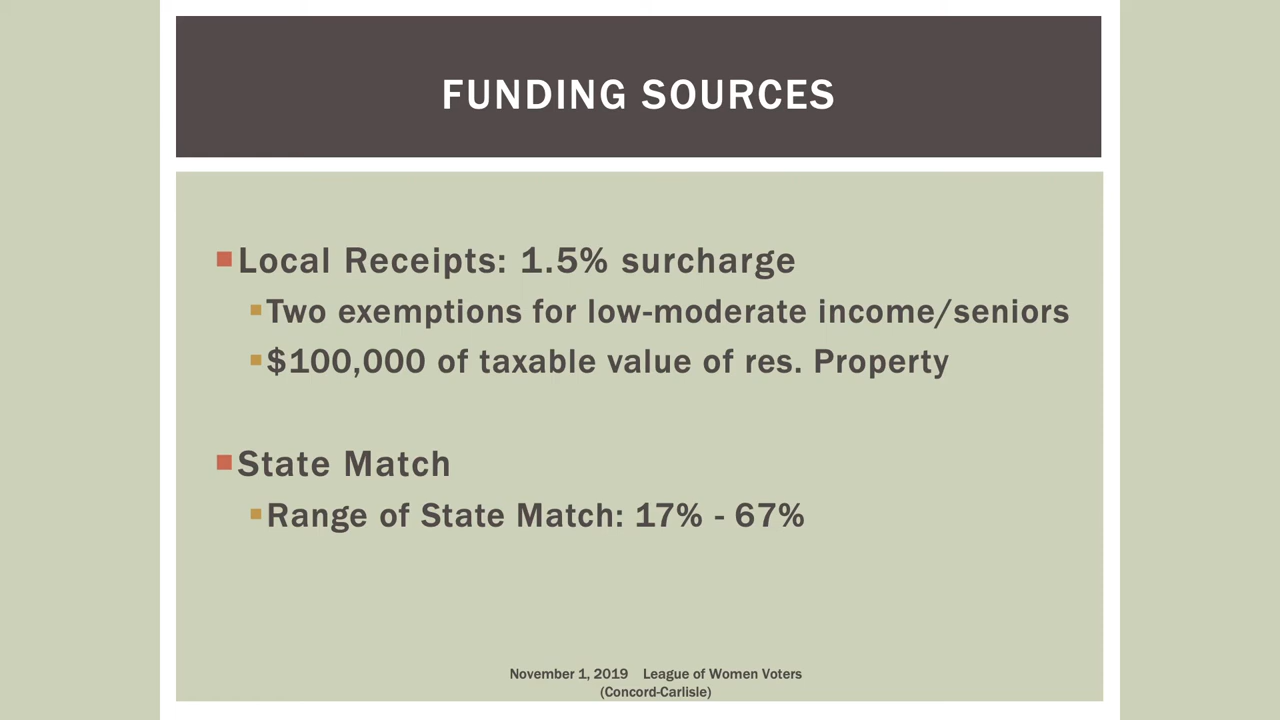 FUNDING SOURCES
Local Receipts: 1.5% surcharge
Two exemptions for low-moderate income/seniors
$100,000 of taxable value of res. Property
State Match
Range of State Match: 17% - 67%
November 1, 2019 League of Women Voters
(Concord-Carlisle)